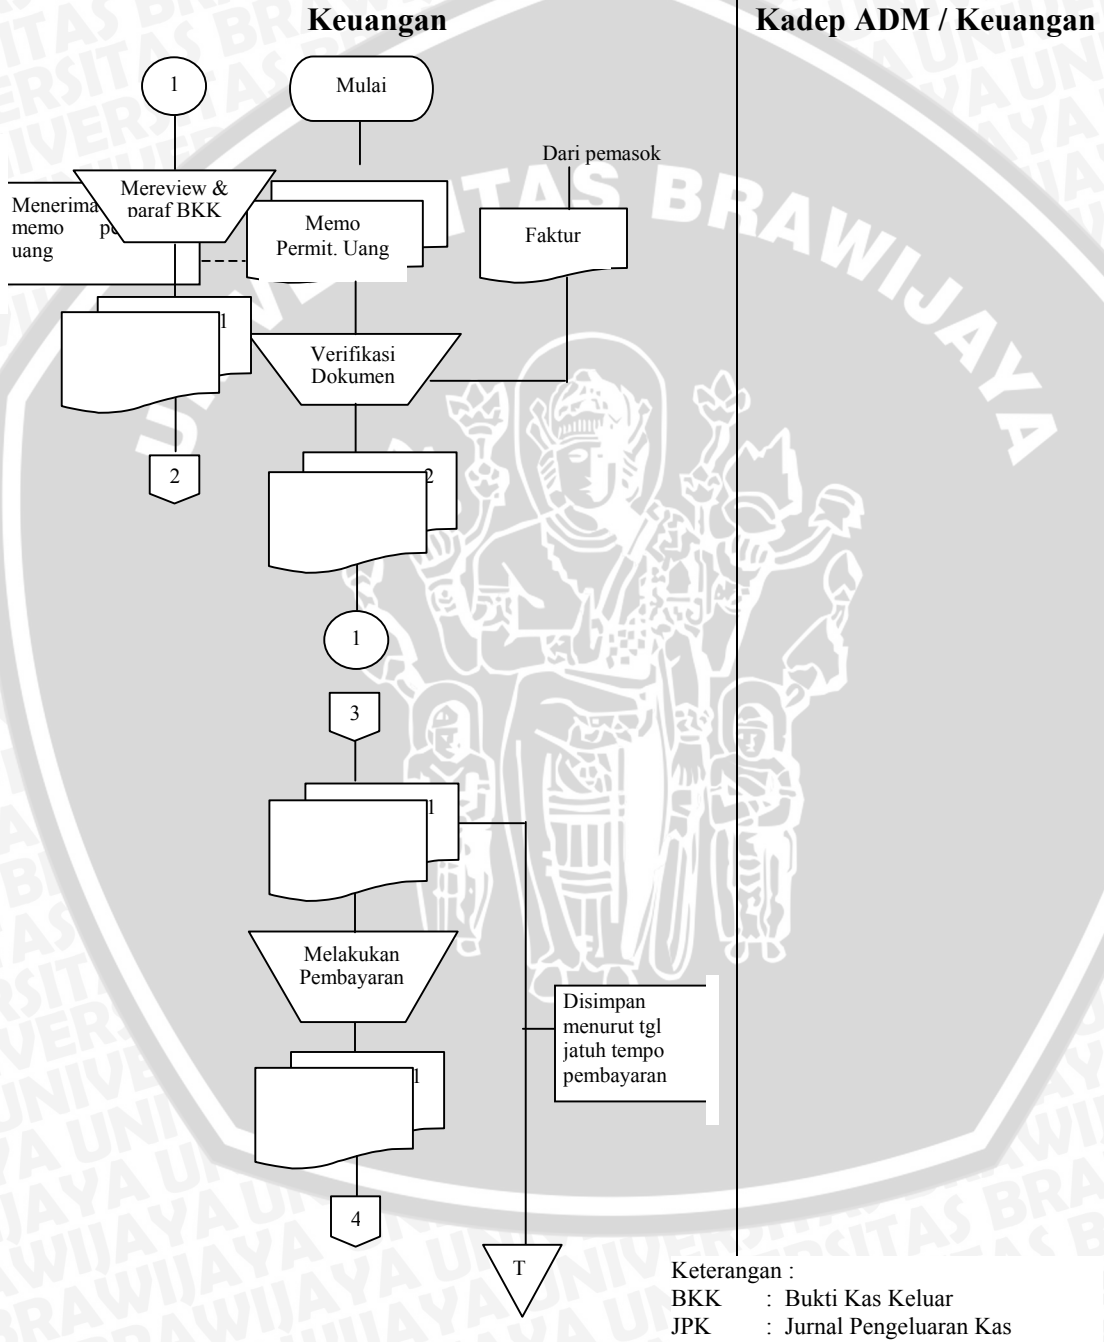 Keuangan
Kadep ADM / Keuangan
1
Mulai
Dari pemasok
Mereview &
paraf BKK
Menerima
memo
uang
Memo
Permit. Uang
Faktur
1
Verifikasi
Dokumen
2
2
1
3
1
Melakukan
Pembayaran
Disimpan
menurut tgl
jatuh tempo
pembayaran
1
4
T
Keterangan :
BKK : Bukti Kas Keluar
JPK : Jurnal Pengeluaran Kas
UNIVERSITAS BRAWIJAYA